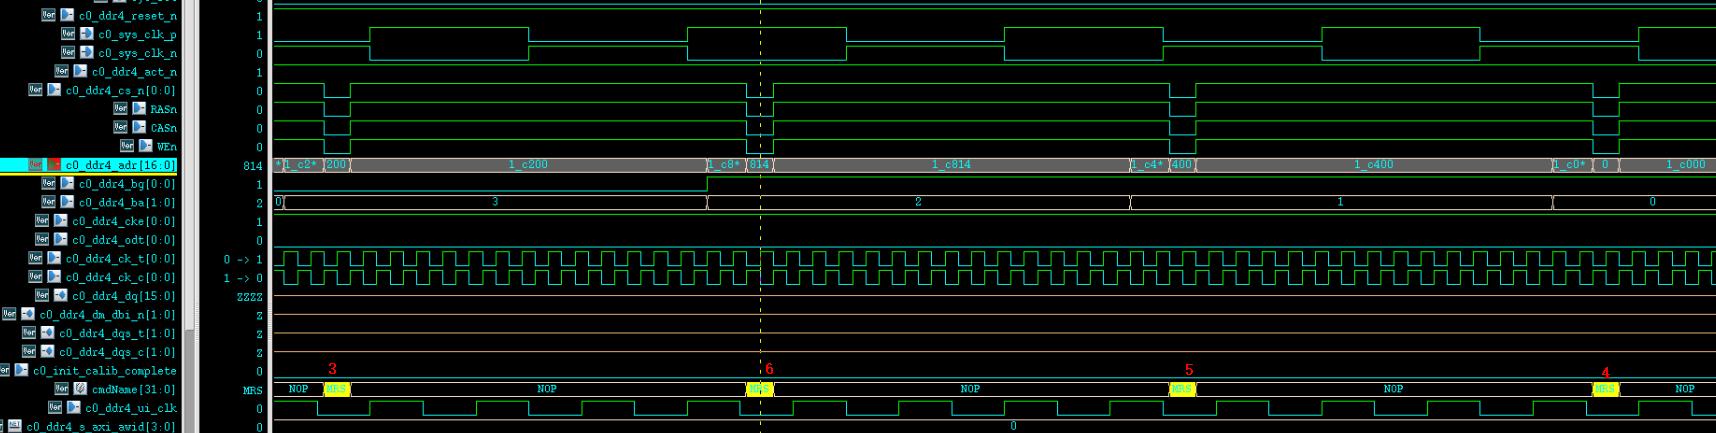 c0_ddr4_reset_n 1
c0_sys_clk_p 1
c0_sys_clk_n 0
c0_ddr4_act_n 1
c0_ddr4_cs_n[0:0] 0
RASn 0
CASn 0
WEn 0
c0_ddr4_adr[16:0] 814 * 1_c2* 200 1_c200 1_c8* 814 1_c814 1_c4* 400 1_c400 1_c0* 0 1_c000
c0_ddr4_bg[0:0] 1
c0_ddr4_ba[1:0] 2 0 3 2 1 0
c0_ddr4_cke[0:0] 1
c0_ddr4_odt[0:0] 0
c0_ddr4_ck_t[0:0] 0 -> 1
c0_ddr4_ck_c[0:0] 1 -> 0
c0_ddr4_dq[15:0] ZZZZ
c0_ddr4_dm_dbi_n[1:0] Z
c0_ddr4_dqs_t[1:0] Z
c0_ddr4_dqs_c[1:0] Z
c0_init_calib_complete 0 3 6 5 4
cmdName[31:0] MRS NOP MRS NOP MRS NOP MRS NOP MRS NOP
c0_ddr4_ui_clk 0
c0_ddr4_s_axi_awid[3:0] 0 0